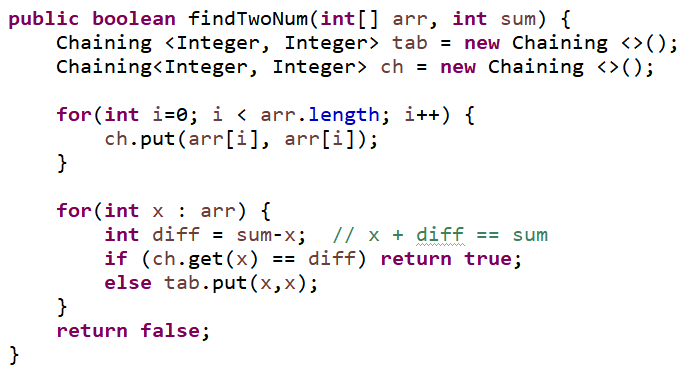 public boolean findTwoNum(int[] arr, int sum) {
    Chaining <Integer, Integer> tab = new Chaining <>();
    Chaining<Integer, Integer> ch = new Chaining <>();

    for(int i=0; i < arr.length; i++) {
        ch.put(arr[i], arr[i]);
    }

    for(int x : arr) {
        int diff = sum-x;  // x + diff == sum
        if (ch.get(x) == diff) return true;
        else tab.put(x,x);
    }
    return false;
}